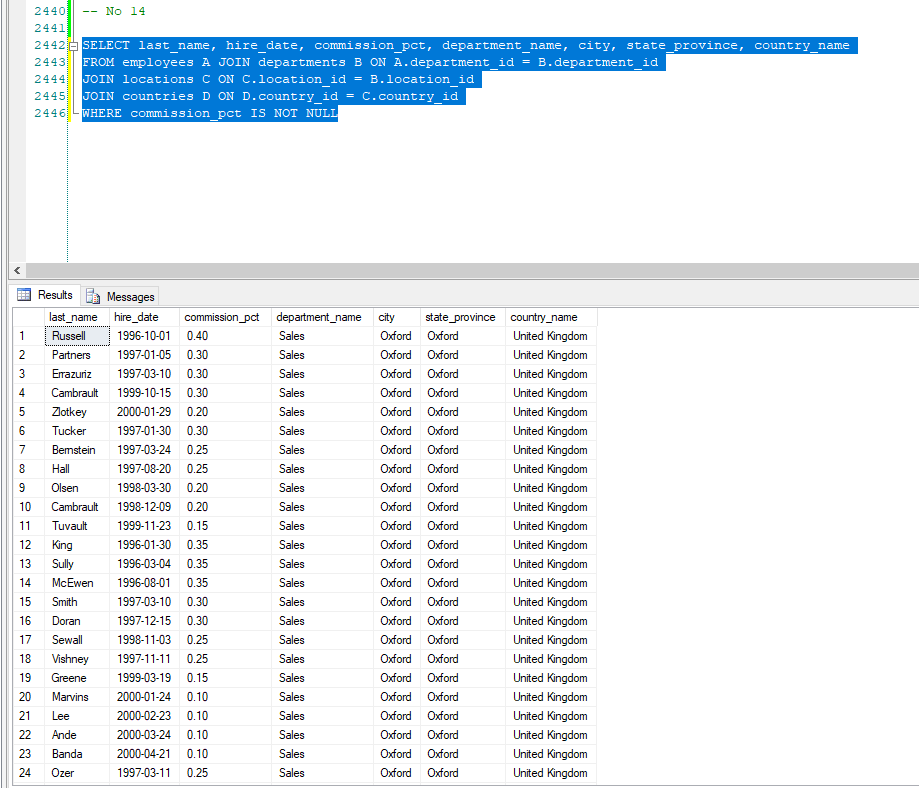 2440 -- No 14
2441
2442 SELECT last_name, hire_date, commission_pct, department_name, city, state_province, country_name
2443 FROM employees A JOIN departments B ON A.department_id = B.department_id
2444 JOIN locations C ON C.location_id = B.location_id
2445 JOIN countries D ON D.country_id = C.country_id
2446 WHERE commission_pct IS NOT NULL
Results Messages
last_name hire_date commission_pct department_name city state_province country_name
1 Russell 1996-10-01 0.40 Sales Oxford Oxford United Kingdom
2 Partners 1997-01-05 0.30 Sales Oxford Oxford United Kingdom
3 Errazuriz 1997-03-10 0.30 Sales Oxford Oxford United Kingdom
4 Cambrault 1999-10-15 0.30 Sales Oxford Oxford United Kingdom
5 Zlotkey 2000-01-29 0.20 Sales Oxford Oxford United Kingdom
6 Tucker 1997-01-30 0.30 Sales Oxford Oxford United Kingdom
7 Bernstein 1997-03-24 0.25 Sales Oxford Oxford United Kingdom
8 Hall 1997-08-20 0.25 Sales Oxford Oxford United Kingdom
9 Olsen 1998-03-30 0.20 Sales Oxford Oxford United Kingdom
10 Cambrault 1998-12-09 0.20 Sales Oxford Oxford United Kingdom
11 Tuvault 1999-11-23 0.15 Sales Oxford Oxford United Kingdom
12 King 1996-01-30 0.35 Sales Oxford Oxford United Kingdom
13 Sully 1996-03-04 0.35 Sales Oxford Oxford United Kingdom
14 McEwen 1996-08-01 0.35 Sales Oxford Oxford United Kingdom
15 Smith 1997-03-10 0.30 Sales Oxford Oxford United Kingdom
16 Doran 1997-12-15 0.30 Sales Oxford Oxford United Kingdom
17 Sewall 1998-11-03 0.25 Sales Oxford Oxford United Kingdom
18 Vishney 1997-11-11 0.25 Sales Oxford Oxford United Kingdom
19 Greene 1999-03-19 0.15 Sales Oxford Oxford United Kingdom
20 Marvins 2000-01-24 0.10 Sales Oxford Oxford United Kingdom
21 Lee 2000-02-23 0.10 Sales Oxford Oxford United Kingdom
22 Ande 2000-03-24 0.10 Sales Oxford Oxford United Kingdom
23 Banda 2000-04-21 0.10 Sales Oxford Oxford United Kingdom
24 Ozer 1997-03-11 0.25 Sales Oxford Oxford United Kingdom